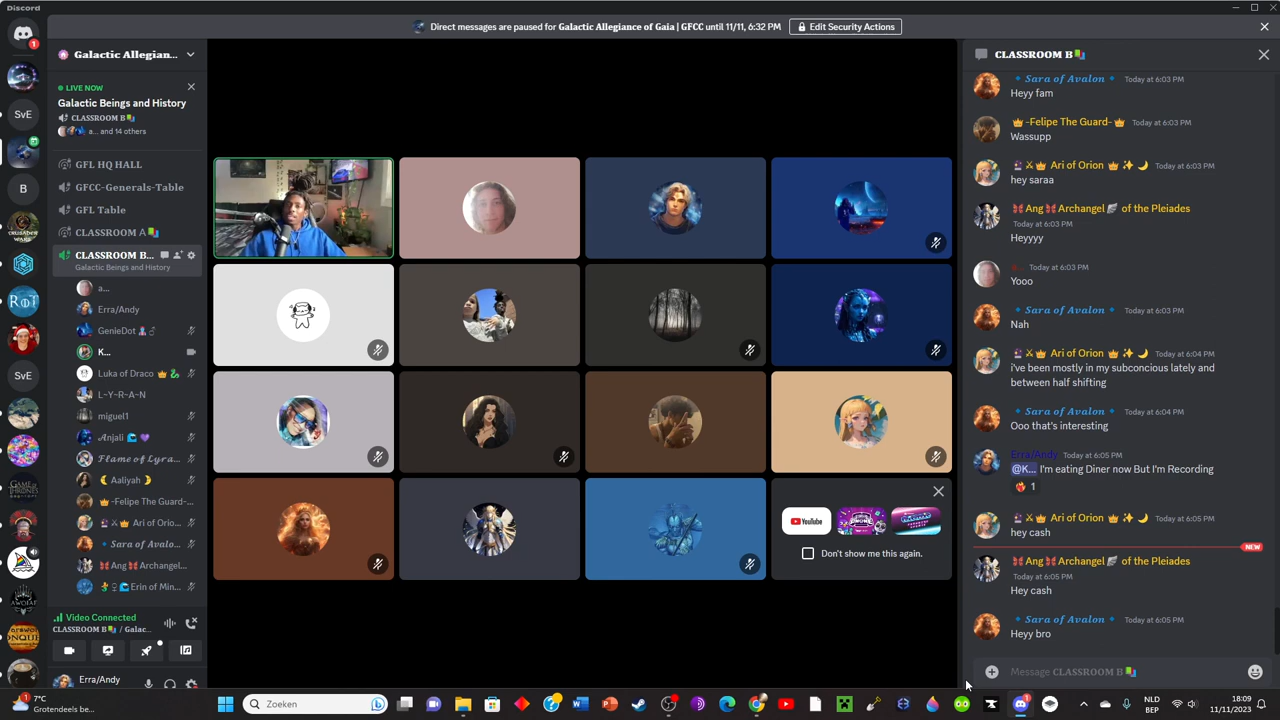 Discord
Direct messages are paused for Galactic Allegiance of Gaia | GFCC until 11/11, 6:32 PM
Edit Security Actions
1
SvE
B
SvE
Galactic Allegian...
LIVE NOW
Galactic Beings and History
CLASSROOM B
a... and 14 others
GFL HQ HALL
GFCC-Generals-Table
GFL Table
CLASSROOM A
CLASSROOM B...
Galactic Beings and History
a...
Erra/Andy
GenieDot
K...
Luka of Draco
L~Y~R~A~N
miguel1
Anjali
Flame of Lyra...
Aaliyah
-Felipe The Guard-...
Ari of Orion...
Sara of Avalo...
Ang Archangel...
Erin of Min...
Video Connected
CLASSROOM B / Galac...
Erra/Andy
YouTube
Don't show me this again.
CLASSROOM B
Sara of Avalon Today at 6:03 PM
Heyy fam
-Felipe The Guard- Today at 6:03 PM
Wassupp
Ari of Orion Today at 6:03 PM
hey saraa
Ang Archangel of the Pleiades
Today at 6:03 PM
Heyyyy
Today at 6:03 PM
Yooo
Sara of Avalon Today at 6:03 PM
Nah
Ari of Orion Today at 6:04 PM
i've been mostly in my subconcious lately and
between half shifting
Sara of Avalon Today at 6:04 PM
Ooo that's interesting
Erra/Andy Today at 6:05 PM
@K... I'm eating Diner now But I'm Recording
1
Ari of Orion Today at 6:05 PM
hey cash
NEW
Ang Archangel of the Pleiades
Today at 6:05 PM
Hey cash
Sara of Avalon Today at 6:05 PM
Heyy bro
Message CLASSROOM B
1
7°C
Grotendeels be...
Zoeken
1
NLD
BEP
18:09
11/11/2023